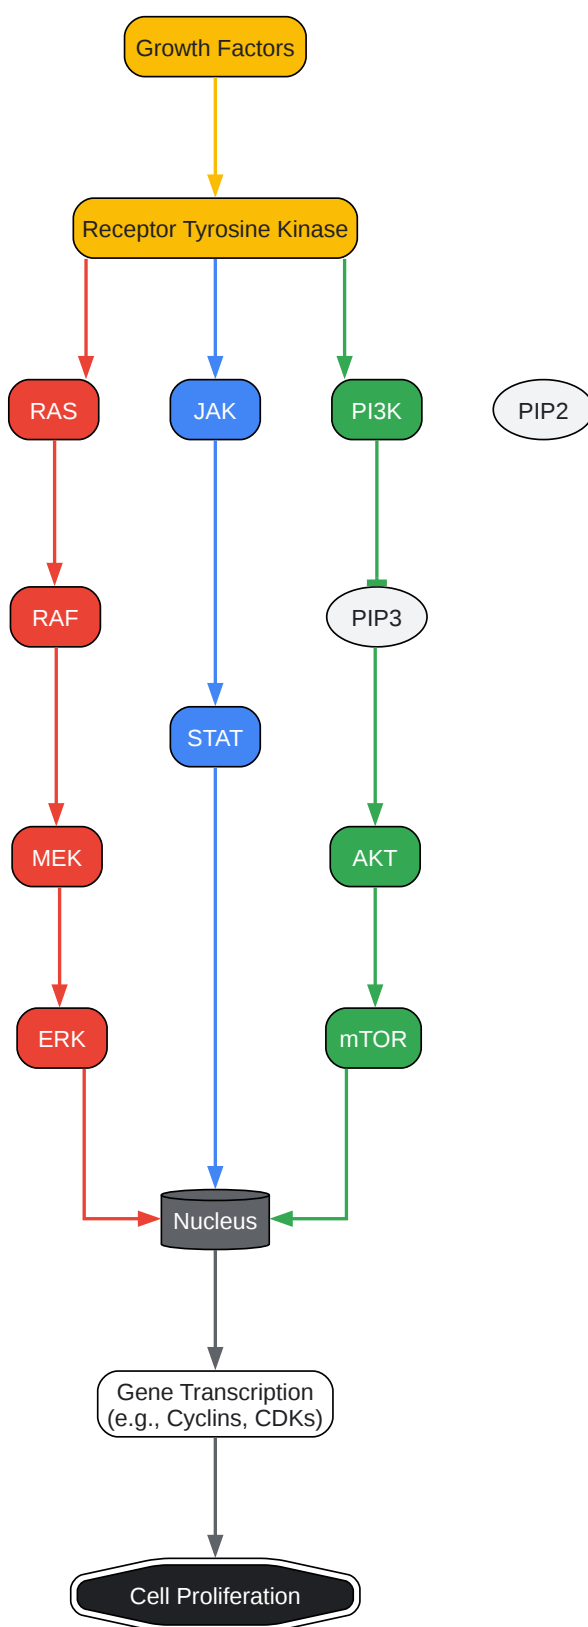 Growth Factors
Receptor Tyrosine Kinase
RAS
JAK
PI3K
PIP2
RAF
PIP3
STAT
MEK
AKT
ERK
mTOR
Nucleus
Gene Transcription
(e.g., Cyclins, CDKs)
Cell Proliferation